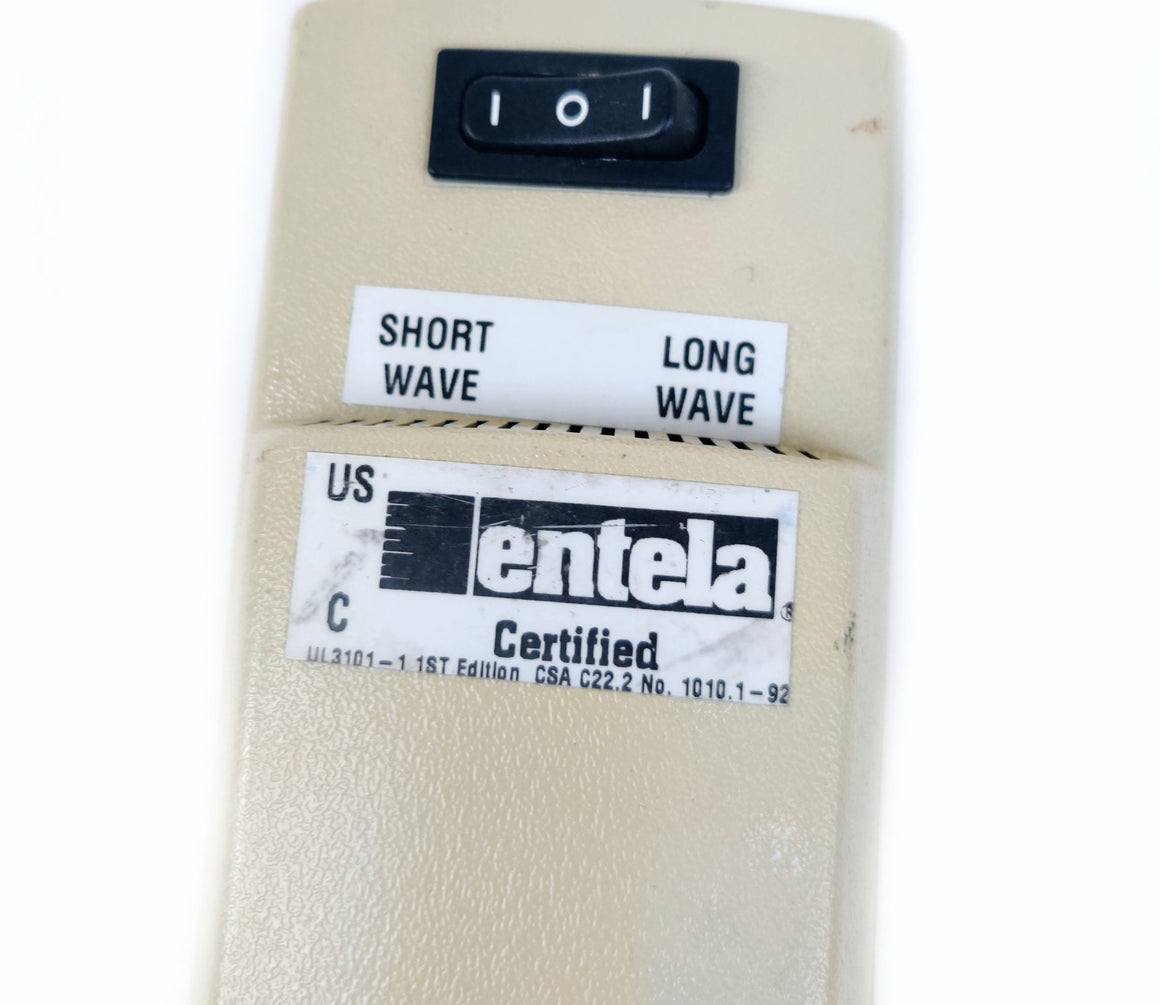 I O I
SHORT LONG
WAVE WAVE
US
entela®
C
Certified
UL3101-1 1ST Edition CSA C22.2 No. 1010.1-92